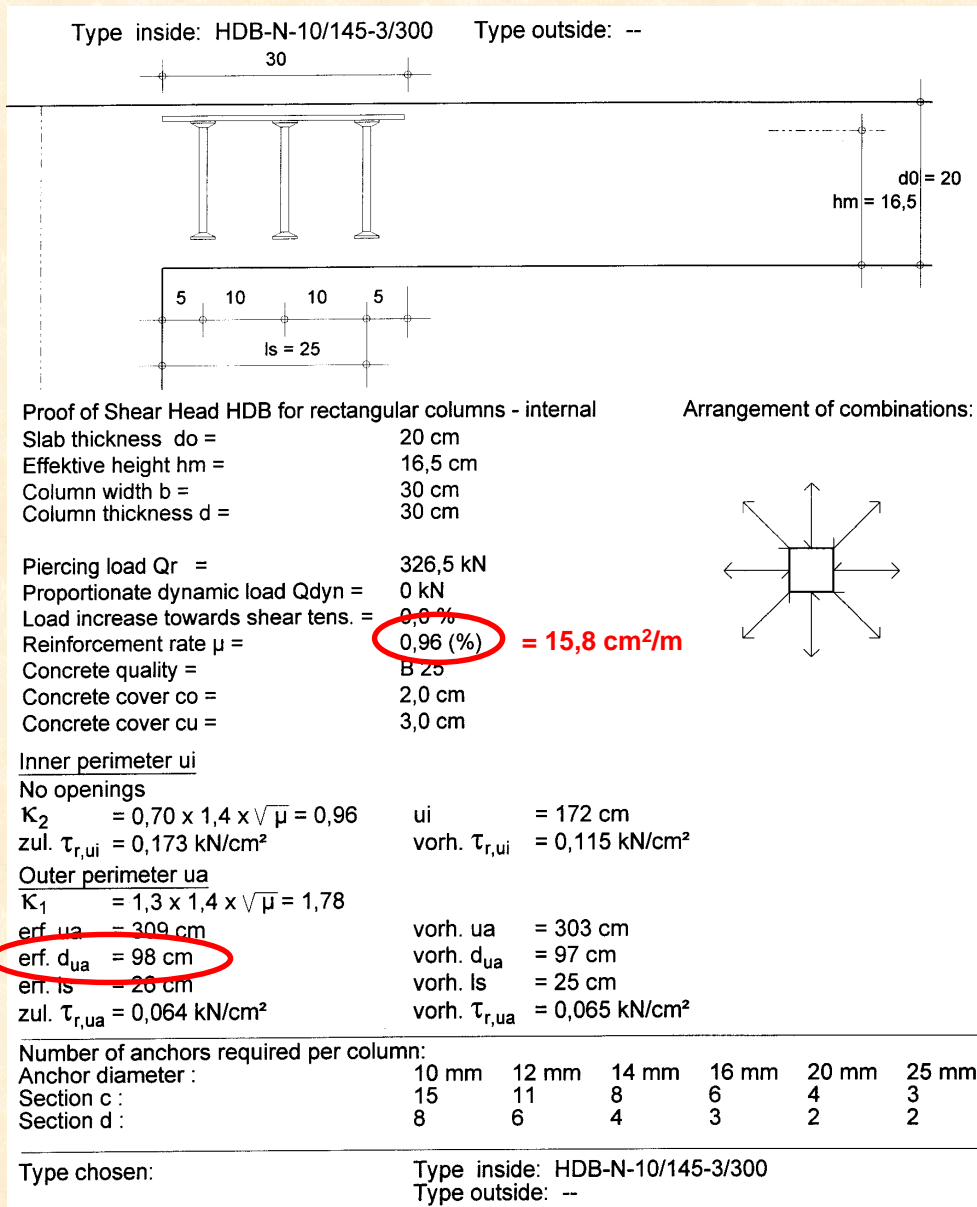 Type inside: HDB-N-10/145-3/300 Type outside: --
30
d0 = 20
hm = 16,5
5 10 10 5
ls = 25
Proof of Shear Head HDB for rectangular columns - internal Arrangement of combinations:
Slab thickness do = 20 cm
Effektive height hm = 16,5 cm
Column width b = 30 cm
Column thickness d = 30 cm
Piercing load Qr = 326,5 kN
Proportionate dynamic load Qdyn = 0 kN
Load increase towards shear tens. = 0,0 %
Reinforcement rate µ = 0,96 (%) = 15,8 cm²/m
Concrete quality = B 25
Concrete cover co = 2,0 cm
Concrete cover cu = 3,0 cm
Inner perimeter ui
No openings
κ₂ = 0,70 x 1,4 x √µ = 0,96 ui = 172 cm
zul. τr,ui = 0,173 kN/cm² vorh. τr,ui = 0,115 kN/cm²
Outer perimeter ua
κ₁ = 1,3 x 1,4 x √µ = 1,78
erf. ua = 309 cm vorh. ua = 303 cm
erf. dua = 98 cm vorh. dua = 97 cm
erf. ls = 26 cm vorh. ls = 25 cm
zul. τr,ua = 0,064 kN/cm² vorh. τr,ua = 0,065 kN/cm²
Number of anchors required per column:
Anchor diameter : 10 mm 12 mm 14 mm 16 mm 20 mm 25 mm
Section c : 15 11 8 6 4 3
Section d : 8 6 4 3 2 2
Type chosen: Type inside: HDB-N-10/145-3/300
Type outside: --